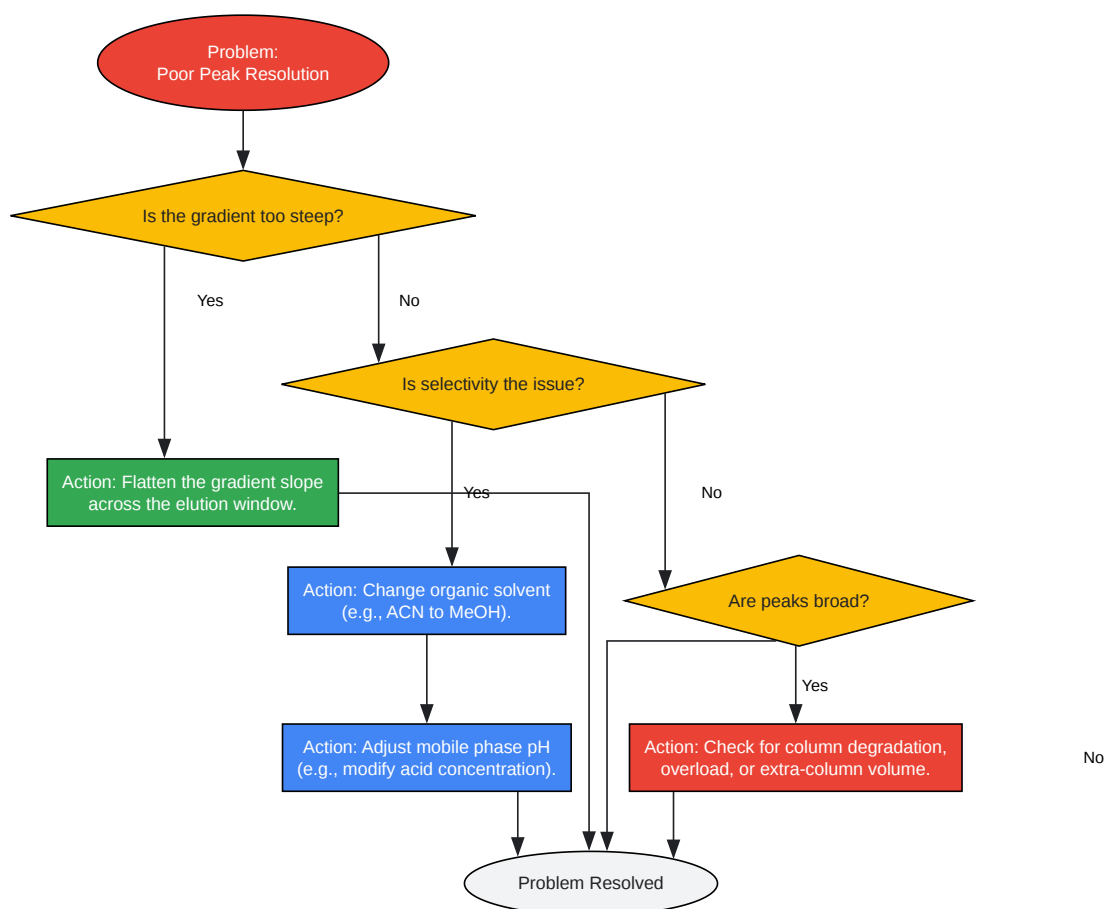 Problem:
Poor Peak Resolution
Is the gradient too steep?
Yes
No
Is selectivity the issue?
Action: Flatten the gradient slope
across the elution window.
Yes
No
Action: Change organic solvent
(e.g., ACN to MeOH).
Are peaks broad?
Yes
Action: Adjust mobile phase pH
(e.g., modify acid concentration).
Action: Check for column degradation,
overload, or extra-column volume.
No
Problem Resolved